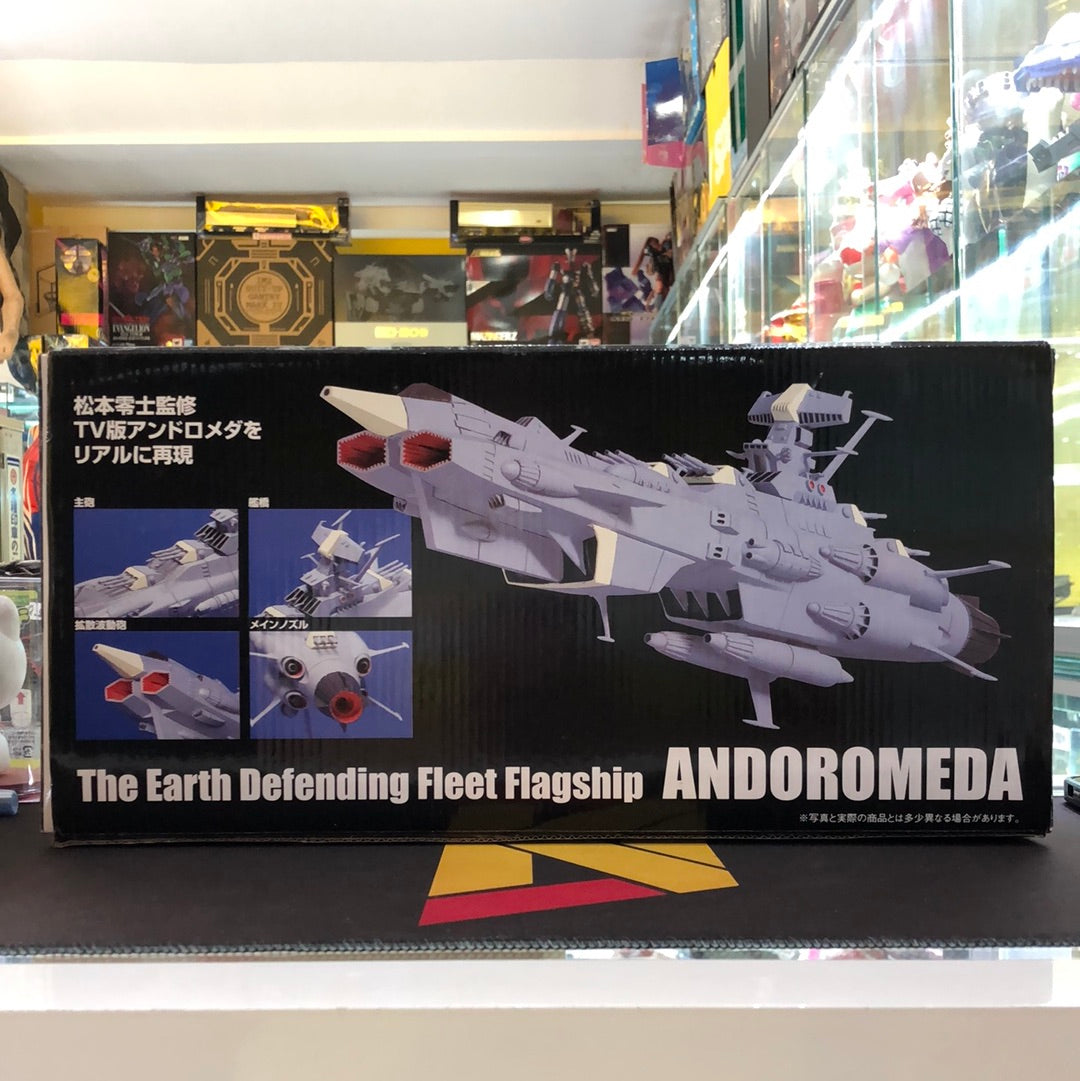 EVANGELION
MAZINGER Z
松本零士監修
TV版アンドロメダを
リアルに再現
主砲
艦橋
拡散波動砲
メインノズル
The Earth Defending Fleet Flagship
ANDOROMEDA
※写真と実際の商品とは多少異なる場合があります。